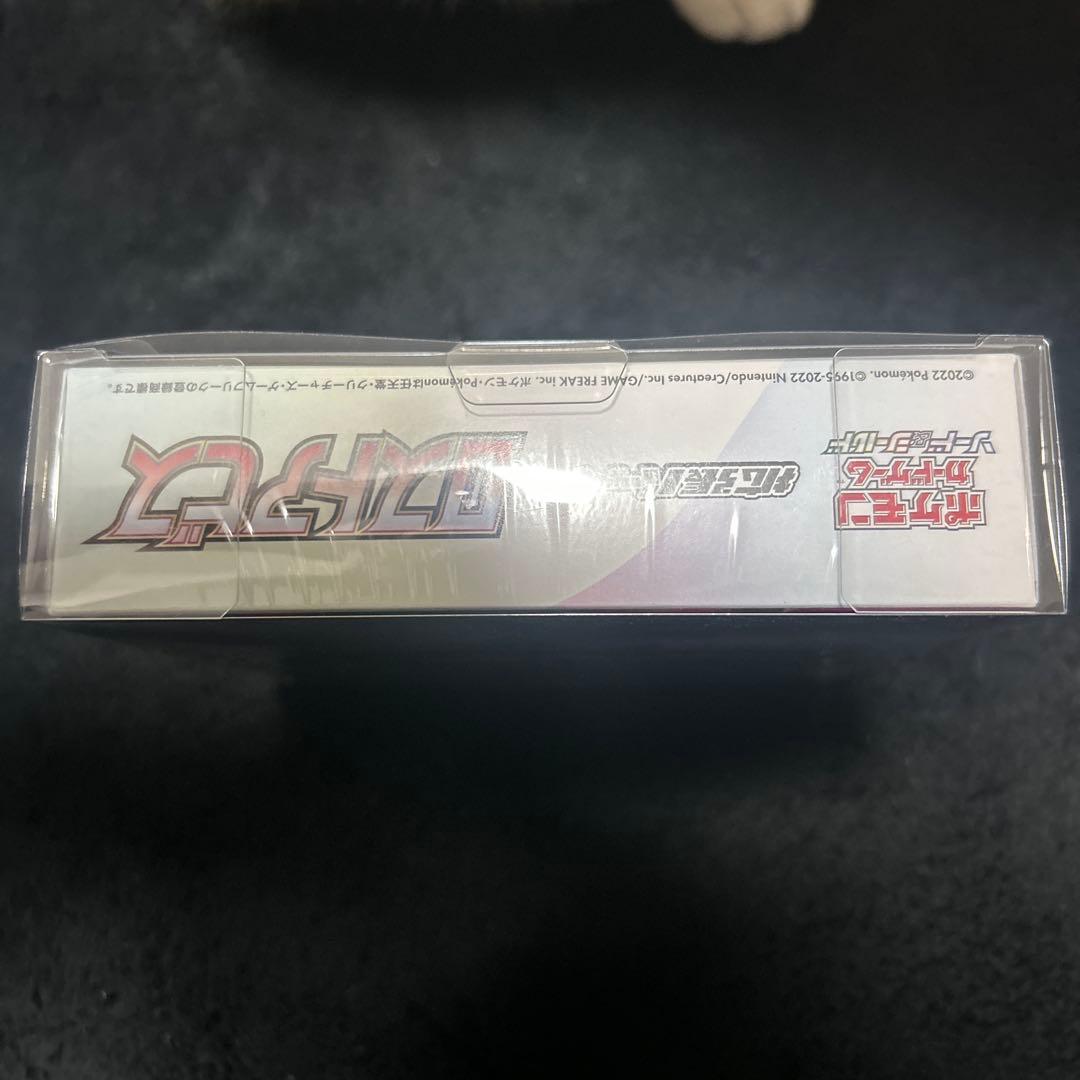 ポケモン
カードゲーム
ソード&シールド
拡張パ
ロストアビス
©2022 Pokémon. ©1995-2022 Nintendo/Creatures Inc./GAME FREAK inc. ポケモン・Pokémonは任天堂・クリーチャーズ・ゲームフリークの登録商標です。